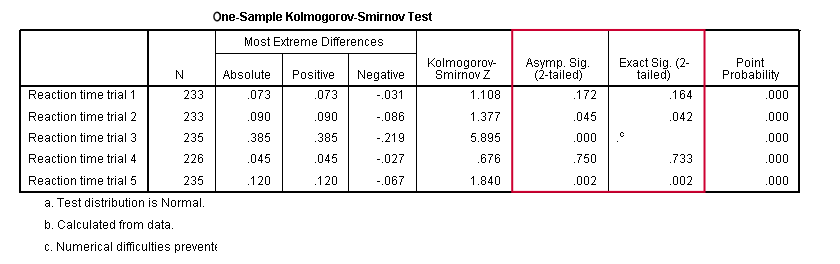 One-Sample Kolmogorov-Smirnov Test
N Most Extreme Differences Kolmogorov-Smirnov Z Asymp. Sig. (2-tailed) Exact Sig. (2-tailed) Point Probability
Absolute Positive Negative
Reaction time trial 1 233 .073 .073 -.031 1.108 .172 .164 .000
Reaction time trial 2 233 .090 .090 -.086 1.377 .045 .042 .000
Reaction time trial 3 235 .385 .385 -.219 5.895 .000 .c .000
Reaction time trial 4 226 .045 .045 -.027 .676 .750 .733 .000
Reaction time trial 5 235 .120 .120 -.067 1.840 .002 .002 .000
a. Test distribution is Normal.
b. Calculated from data.
c. Numerical difficulties